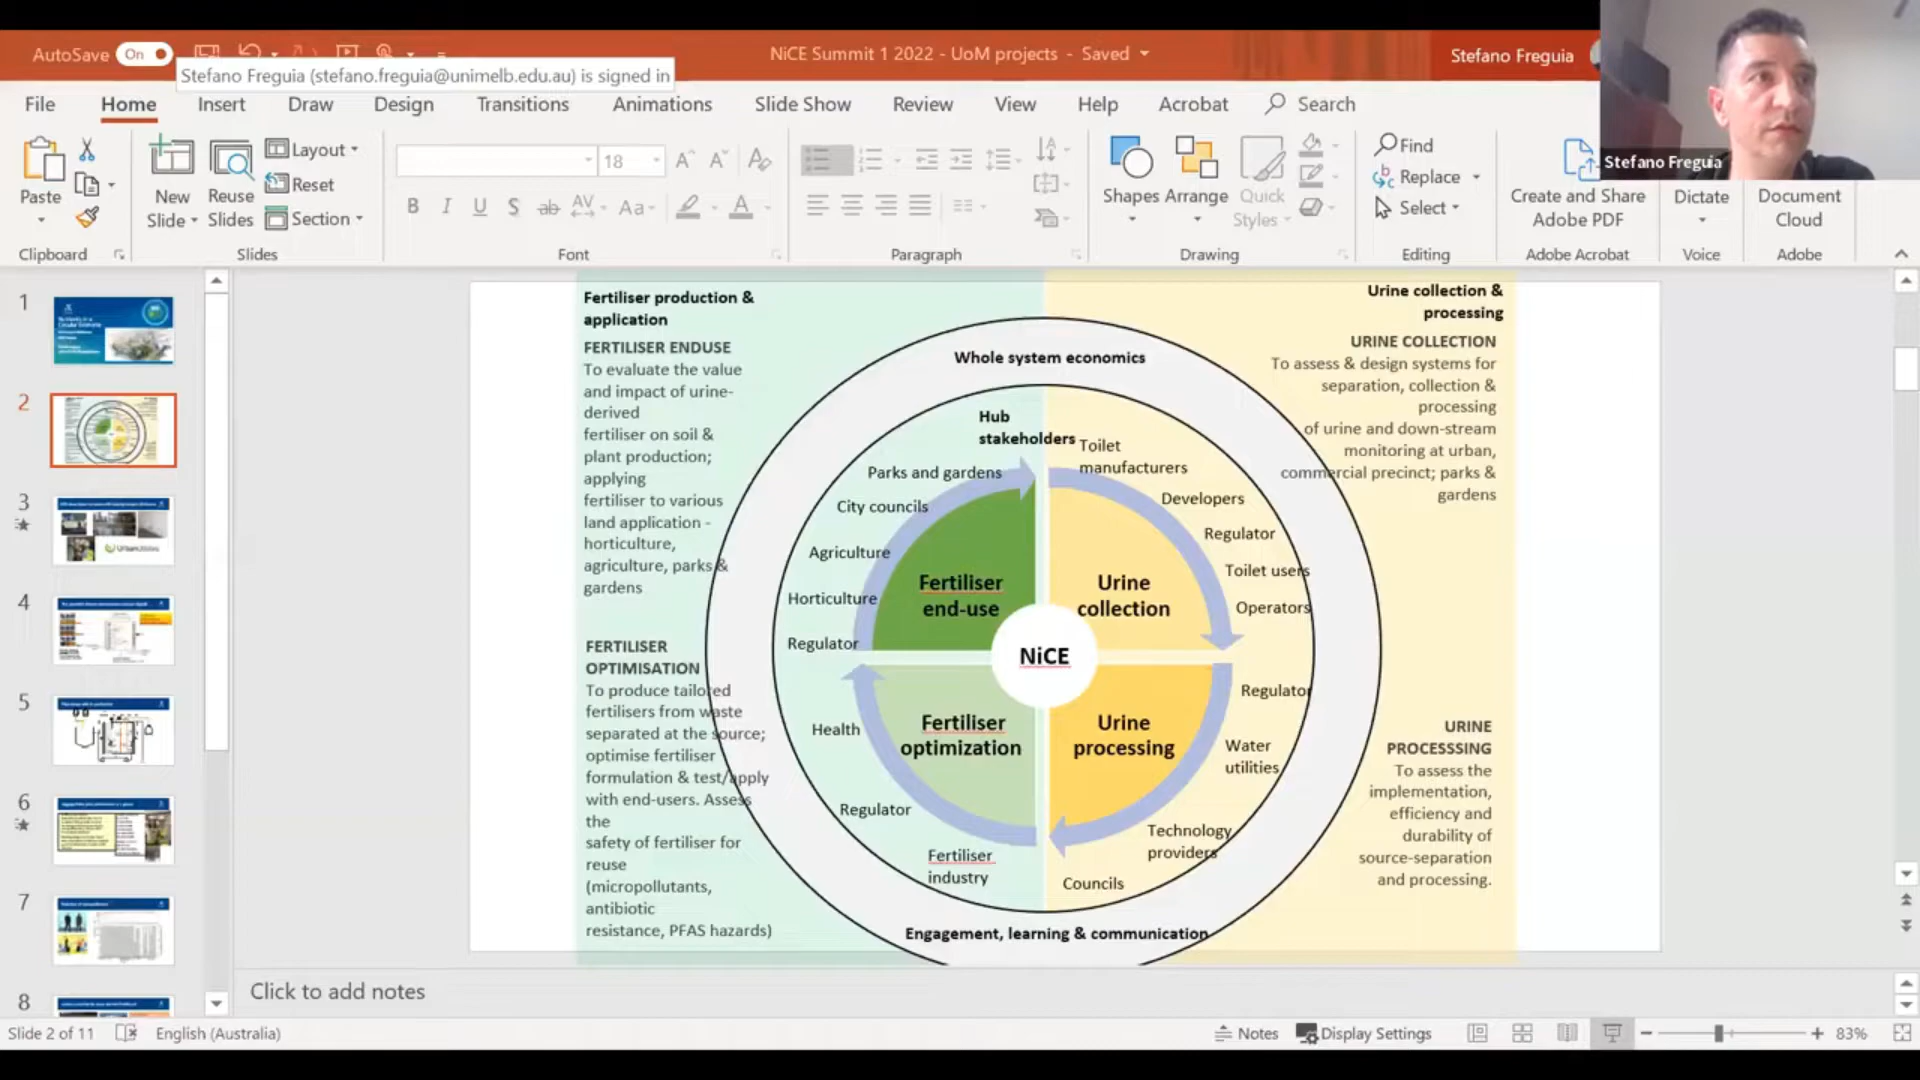 AutoSave On
NiCE Summit 1 2022 - UoM projects - Saved
Stefano Freguia
Stefano Freguia (stefano.freguia@unimelb.edu.au) is signed in
File Home Insert Draw Design Transitions Animations Slide Show Review View Help Acrobat Search
Stefano Freguia
Paste
Clipboard
New
Slide
Reuse
Slides
Layout
Reset
Section
Slides
18
B I U S ab AV Aa A
Font
Paragraph
Shapes
Arrange
Quick
Styles
Drawing
Find
Replace
Select
Editing
Create and Share
Adobe PDF
Adobe Acrobat
Dictate
Voice
Document
Cloud
Adobe
1
2
3
4
5
6
7
8
Fertiliser production &
application
FERTILISER ENDUSE
To evaluate the value
and impact of urine-
derived
fertiliser on soil &
plant production;
applying
fertiliser to various
land application -
horticulture,
agriculture, parks &
gardens
FERTILISER
OPTIMISATION
To produce tailored
fertilisers from waste
separated at the source;
optimise fertiliser
formulation & test/apply
with end-users. Assess
the
safety of fertiliser for
reuse
(micropollutants,
antibiotic
resistance, PFAS hazards)
Whole system economics
Hub
stakeholders
Toilet
manufacturers
Developers
Regulator
Toilet users
Operators
Regulator
Water
utilities
Technology
providers
Councils
Fertiliser
industry
Regulator
Health
Regulator
Horticulture
Agriculture
City councils
Parks and gardens
Fertiliser
end-use
Urine
collection
NiCE
Fertiliser
optimization
Urine
processing
Engagement, learning & communication
Urine collection &
processing
URINE COLLECTION
To assess & design systems for
separation, collection &
processing
of urine and down-stream
monitoring at urban,
commercial precinct; parks &
gardens
URINE
PROCESSSING
To assess the
implementation,
efficiency and
durability of
source-separation
and processing.
Click to add notes
Slide 2 of 11
English (Australia)
Notes
Display Settings
83%